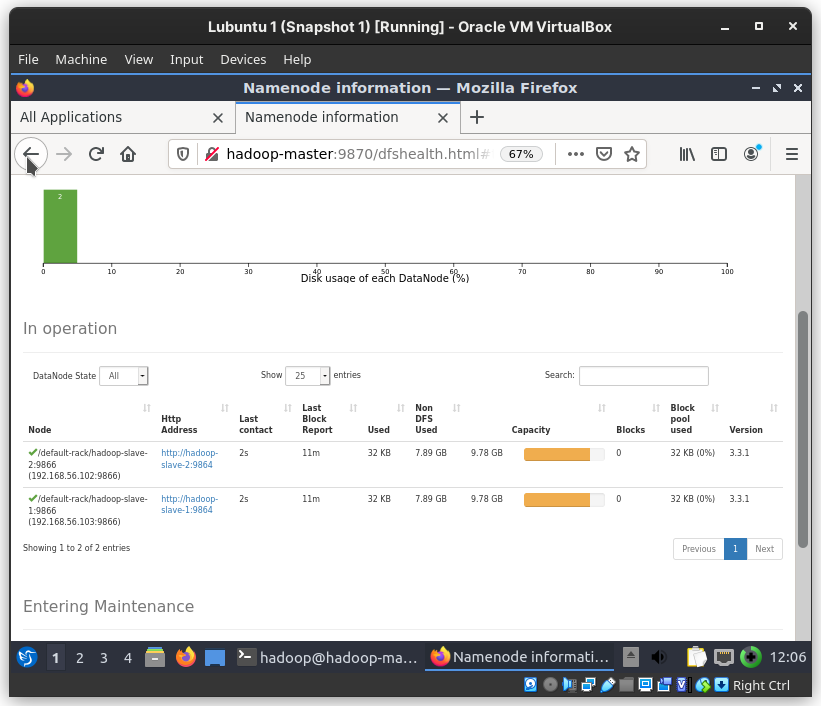 Lubuntu 1 (Snapshot 1) [Running] - Oracle VM VirtualBox
File Machine View Input Devices Help
Namenode information — Mozilla Firefox
All Applications
Namenode information
hadoop-master:9870/dfshealth.html#
67%
2
0 10 20 30 40 50 60 70 80 90 100
Disk usage of each DataNode (%)
In operation
DataNode State All
Show 25 entries
Search:
Node
Http Address
Last contact
Last Block Report
Used
Non DFS Used
Capacity
Blocks
Block pool used
Version
/default-rack/hadoop-slave-
2:9866
(192.168.56.102:9866)
http://hadoop-
slave-2:9864
2s 11m 32 KB 7.89 GB 9.78 GB 0 32 KB (0%) 3.3.1
/default-rack/hadoop-slave-
1:9866
(192.168.56.103:9866)
http://hadoop-
slave-1:9864
2s 11m 32 KB 7.89 GB 9.78 GB 0 32 KB (0%) 3.3.1
Showing 1 to 2 of 2 entries
Previous 1 Next
Entering Maintenance
1 2 3 4
hadoop@hadoop-ma...
Namenode informati...
12:06
Right Ctrl